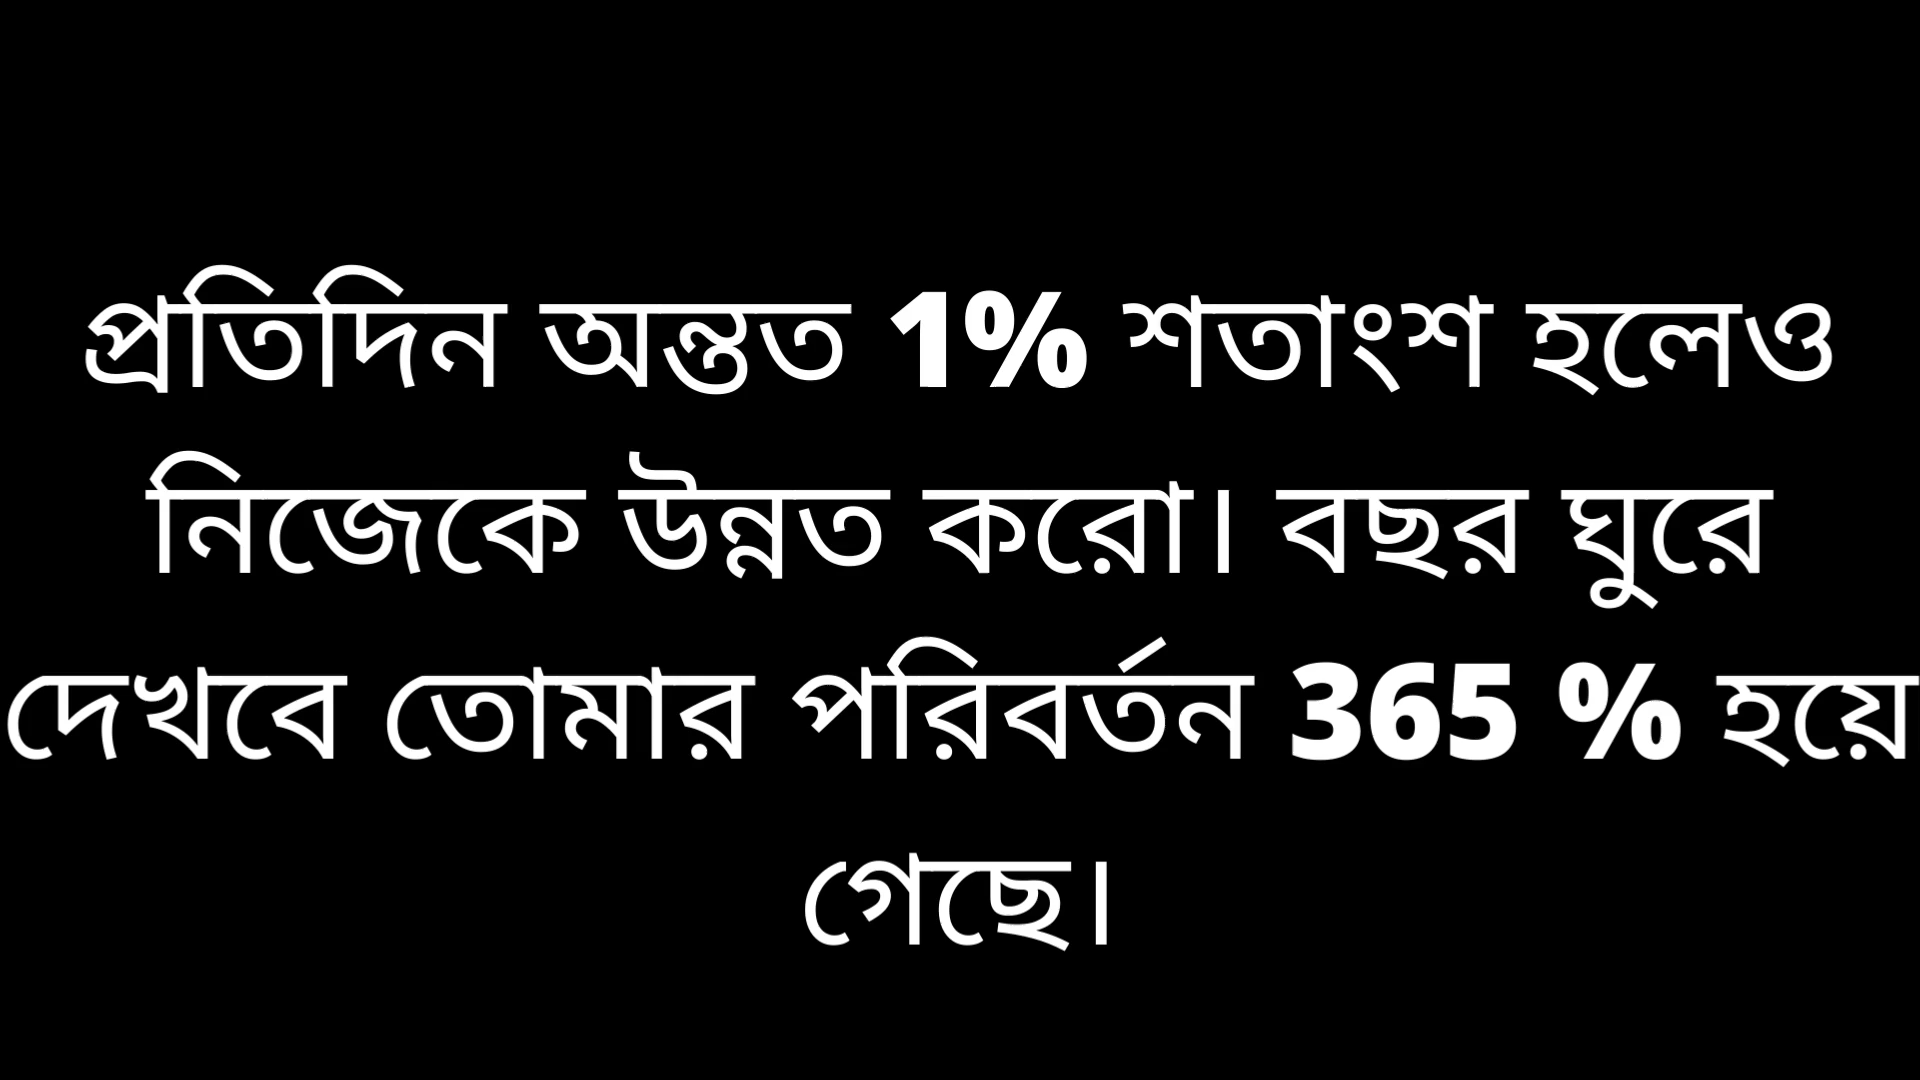 প্রতিদিন অন্তত 1% শতাংশ হলেও
নিজেকে উন্নত করো। বছর ঘুরে
দেখবে তোমার পরিবর্তন 365 % হয়ে
গেছে।